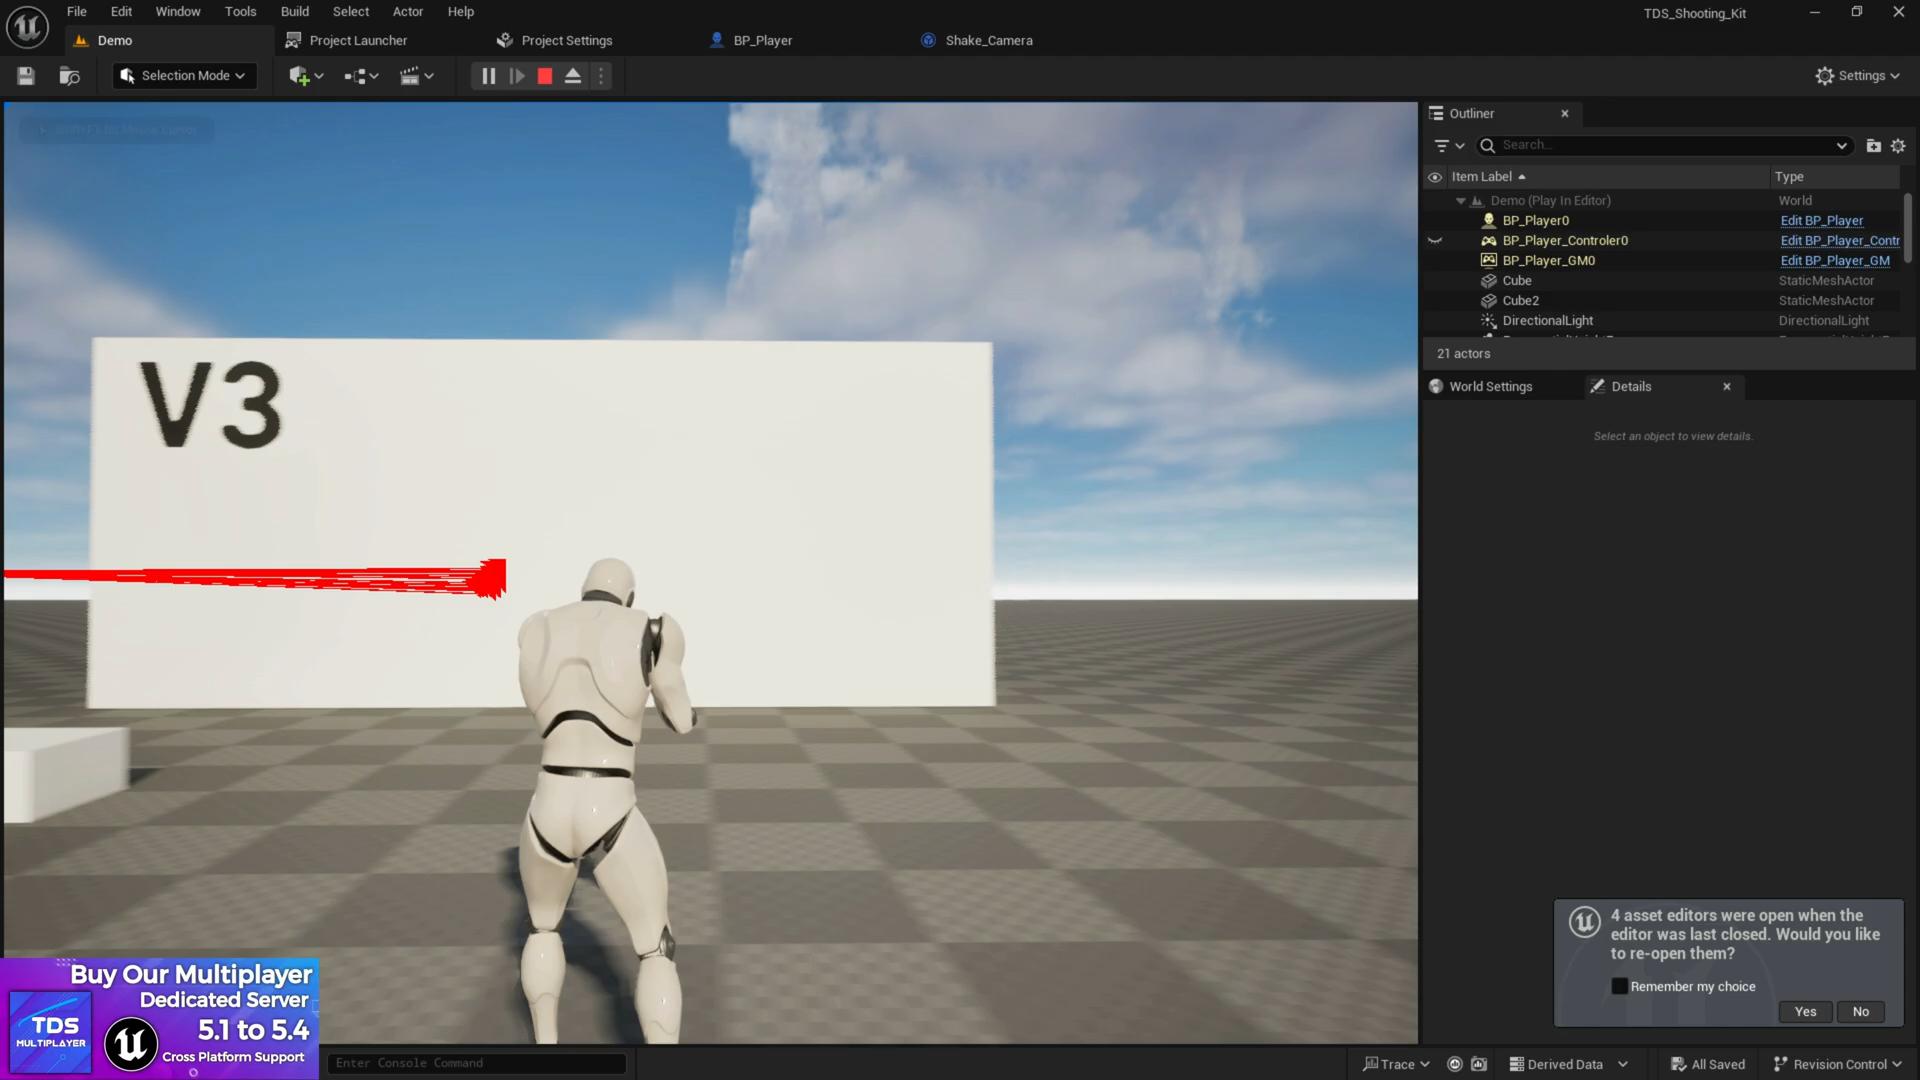 File Edit Window Tools Build Select Actor Help
TDS_Shooting_Kit
Demo
Project Launcher
Project Settings
BP_Player
Shake_Camera
Selection Mode
Settings
Outliner
Search...
Item Label
Type
Demo (Play In Editor)
World
BP_Player0
Edit BP_Player
BP_Player_Controler0
Edit BP_Player_Contr
BP_Player_GM0
Edit BP_Player_GM
Cube
StaticMeshActor
Cube2
StaticMeshActor
DirectionalLight
DirectionalLight
21 actors
World Settings
Details
Select an object to view details.
V3
4 asset editors were open when the
editor was last closed. Would you like
to re-open them?
Remember my choice
Yes
No
Buy Our Multiplayer
Dedicated Server
5.1 to 5.4
Cross Platform Support
TDS
MULTIPLAYER
Enter Console Command
Trace
Derived Data
All Saved
Revision Control